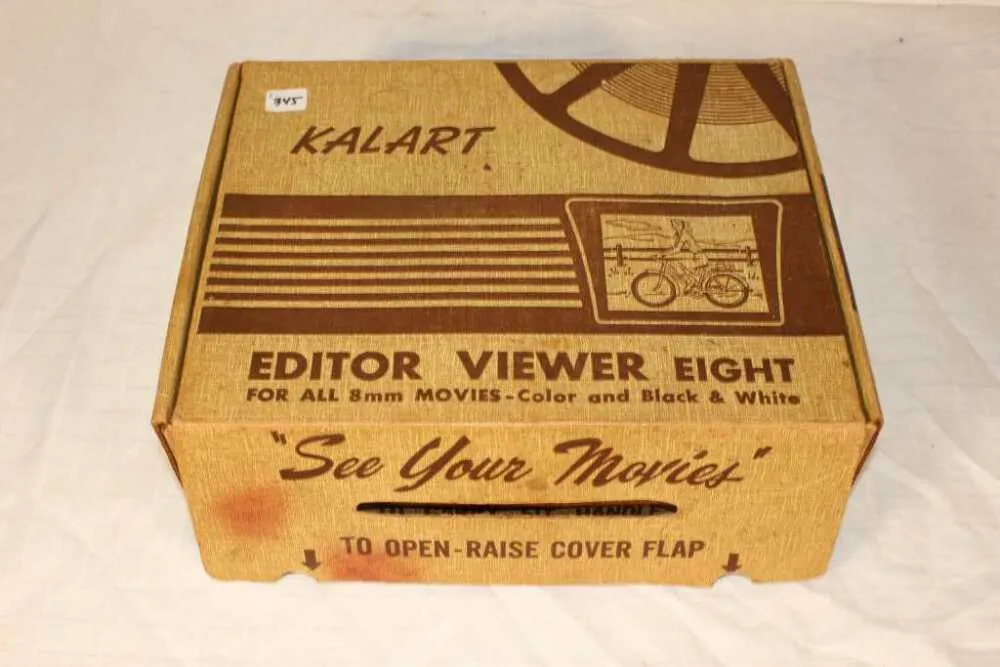 345
KALART
EDITOR VIEWER EIGHT
FOR ALL 8mm MOVIES-Color and Black & White
"See Your Movies"
TO OPEN-RAISE COVER FLAP